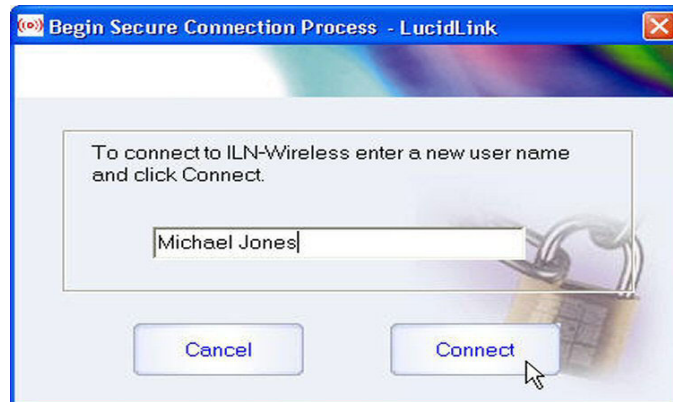 Begin Secure Connection Process - LucidLink
To connect to ILN-Wireless enter a new user name
and click Connect.
Michael Jones
Cancel
Connect